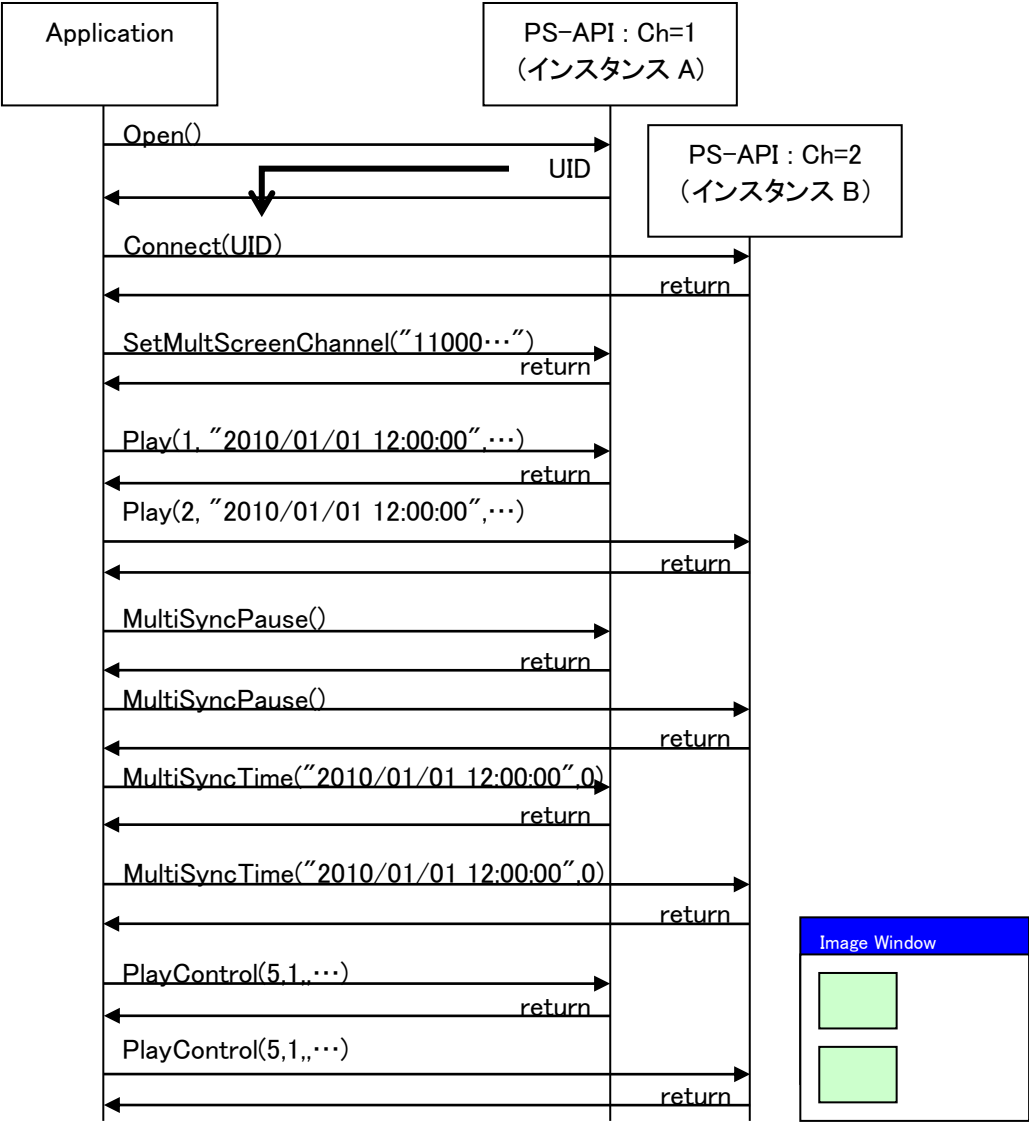 Application
PS-API : Ch=1
（インスタンス A）
Open()
UID
PS-API : Ch=2
（インスタンス B）
Connect(UID)
return
SetMultScreenChannel("11000･･･")
return
Play(1, "2010/01/01 12:00:00",･･･)
return
Play(2, "2010/01/01 12:00:00",･･･)
return
MultiSyncPause()
return
MultiSyncPause()
return
MultiSyncTime("2010/01/01 12:00:00",0)
return
MultiSyncTime("2010/01/01 12:00:00",0)
return
Image Window
PlayControl(5,1,,･･･)
return
PlayControl(5,1,,･･･)
return